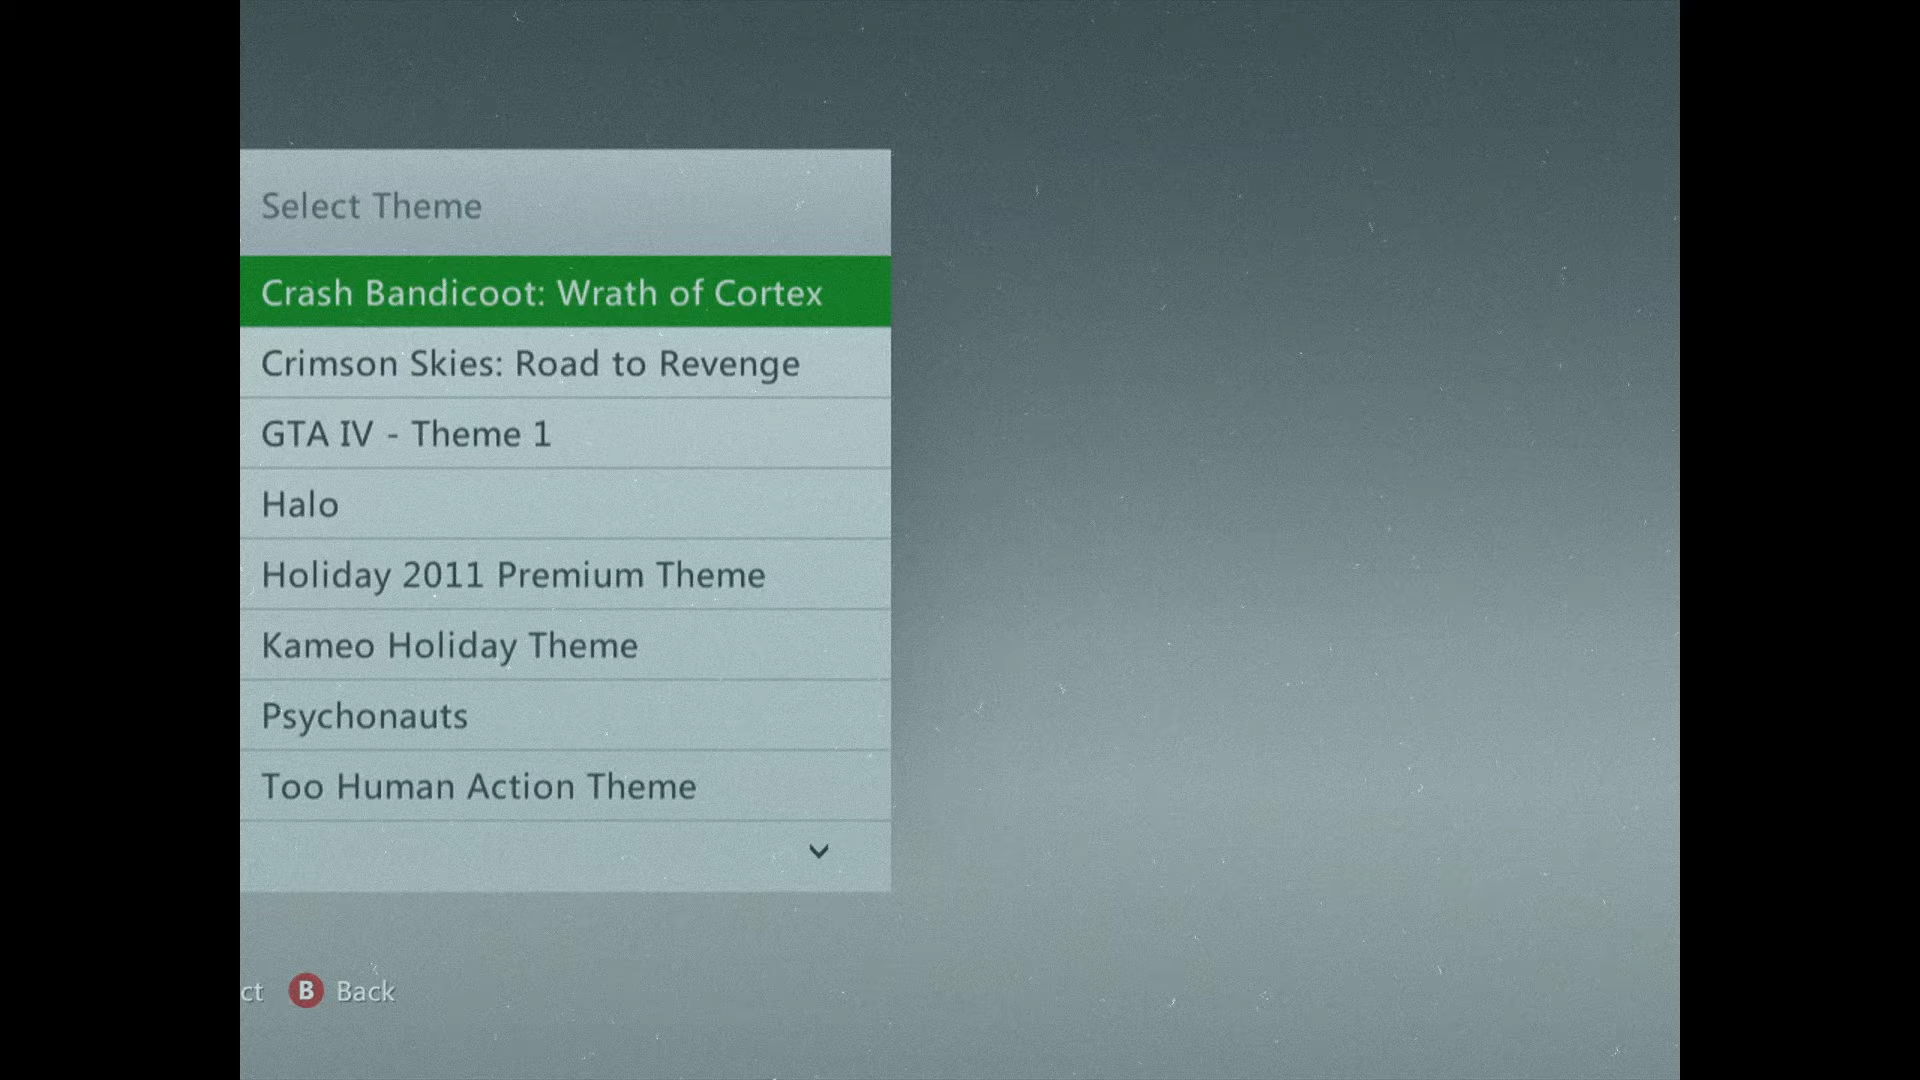 Select Theme
Crash Bandicoot: Wrath of Cortex
Crimson Skies: Road to Revenge
GTA IV - Theme 1
Halo
Holiday 2011 Premium Theme
Kameo Holiday Theme
Psychonauts
Too Human Action Theme
ct B Back